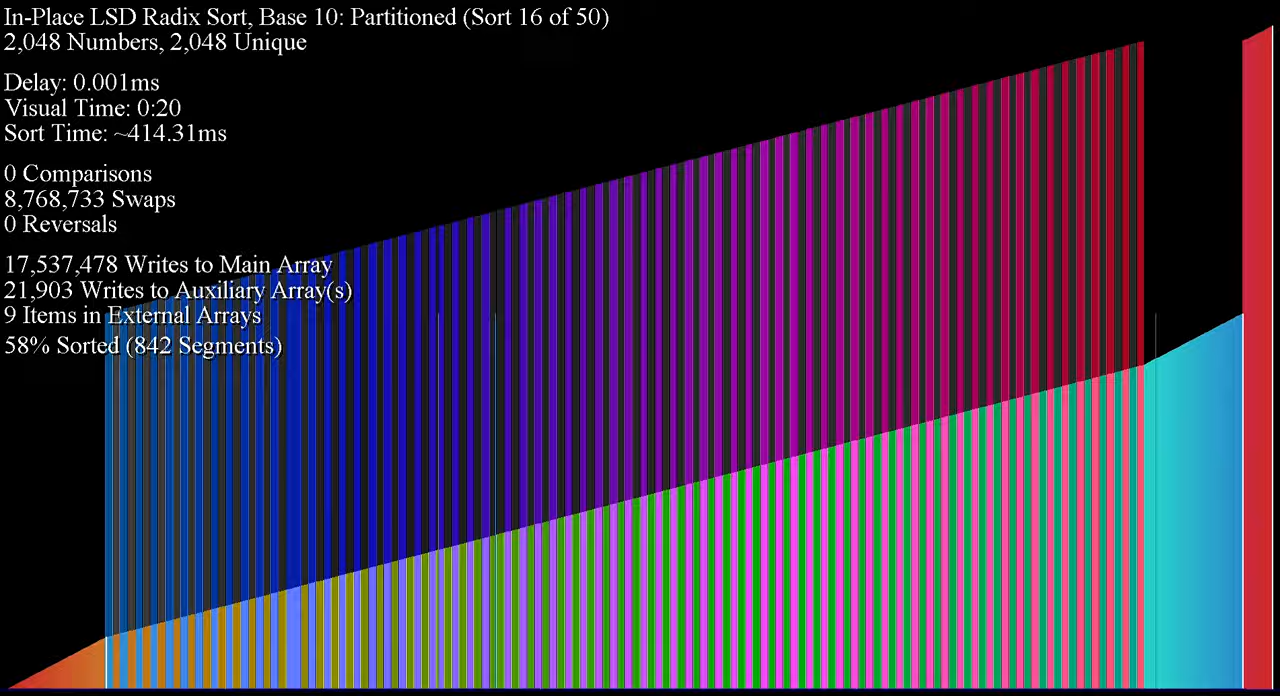 In-Place LSD Radix Sort, Base 10: Partitioned (Sort 16 of 50)
2,048 Numbers, 2,048 Unique
Delay: 0.001ms
Visual Time: 0:20
Sort Time: ~414.31ms
0 Comparisons
8,768,733 Swaps
0 Reversals
17,537,478 Writes to Main Array
21,903 Writes to Auxiliary Array(s)
9 Items in External Arrays
58% Sorted (842 Segments)